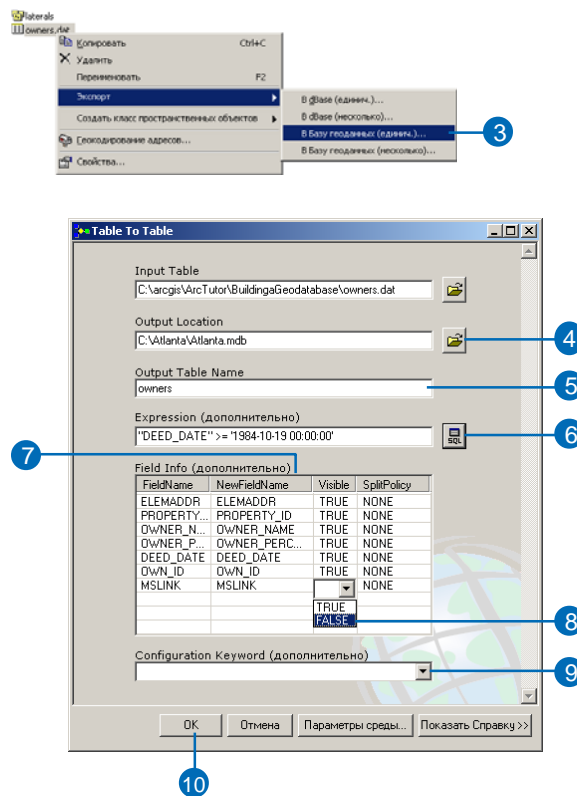 laterals
owners.dat
Копировать Ctrl+C
Удалить
Переименовать F2
Экспорт
Создать класс пространственных объектов
Геокодирование адресов...
Свойства...
В dBase (единич.)...
В dBase (несколько)...
В Базу геоданных (единич.)...
В Базу геоданных (несколько)...
3
Table To Table
Input Table
C:\arcgis\ArcTutor\BuildingaGeodatabase\owners.dat
Output Location
C:\Atlanta\Atlanta.mdb
4
Output Table Name
owners
5
Expression (дополнительно)
"DEED_DATE" >= '1984-10-19 00:00:00'
SQL
6
7
Field Info (дополнительно)
FieldName NewFieldName Visible SplitPolicy
ELEMADDR ELEMADDR TRUE NONE
PROPERTY... PROPERTY_ID TRUE NONE
OWNER_N... OWNER_NAME TRUE NONE
OWNER_P... OWNER_PERC... TRUE NONE
DEED_DATE DEED_DATE TRUE NONE
OWN_ID OWN_ID TRUE NONE
MSLINK MSLINK NONE
TRUE
FALSE
8
Configuration Keyword (дополнительно)
9
OK Отмена Параметры среды... Показать Справку >>
10